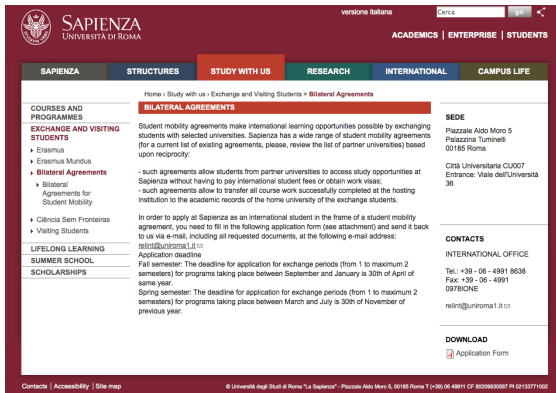 SAPIENZA
UNIVERSITÀ DI ROMA
versione italiana
Cerca
go
ACADEMICS | ENTERPRISE | STUDENTS
SAPIENZA
STRUCTURES
STUDY WITH US
RESEARCH
INTERNATIONAL
CAMPUS LIFE
Home › Study with us › Exchange and Visiting Students > Bilateral Agreements
COURSES AND
PROGRAMMES
EXCHANGE AND VISITING
STUDENTS
Erasmus
Erasmus Mundus
Bilateral Agreements
Bilateral
Agreements for
Student Mobility
Ciência Sem Fronteiras
Visiting Students
LIFELONG LEARNING
SUMMER SCHOOL
SCHOLARSHIPS
BILATERAL AGREEMENTS
Student mobility agreements make international learning opportunities possible by exchanging
students with selected universities. Sapienza has a wide range of student mobility agreements
(for a current list of existing agreements, please, review the list of partner universities) based
upon reciprocity:
- such agreements allow students from partner universities to access study opportunities at
Sapienza without having to pay international student fees or obtain work visas;
- such agreements allow to transfer all course work successfully completed at the hosting
institution to the academic records of the home university of the exchange students.
In order to apply at Sapienza as an international student in the frame of a student mobility
agreement, you need to fill in the following application form (see attachment) and send it back
to us via e-mail, including all requested documents, at the following e-mail address:
relint@uniroma1.it
Application deadline
Fall semester: The deadline for application for exchange periods (from 1 to maximum 2
semesters) for programs taking place between September and January is 30th of April of
same year.
Spring semester: The deadline for application for exchange periods (from 1 to maximum 2
semesters) for programs taking place between March and July is 30th of November of
previous year.
SEDE
Piazzale Aldo Moro 5
Palazzina Tuminelli
00185 Roma
Città Universitaria CU007
Entrance: Viale dell'Università
36
CONTACTS
INTERNATIONAL OFFICE
Tel.: +39 - 06 - 4991 8638
Fax: +39 - 06 - 4991
0978IONE
relint@uniroma1.it
DOWNLOAD
Application Form
Contacts | Accessibility | Site map
© Università degli Studi di Roma "La Sapienza" - Piazzale Aldo Moro 5, 00185 Roma T (+39) 06 49911 CF 80209930587 PI 02133771002